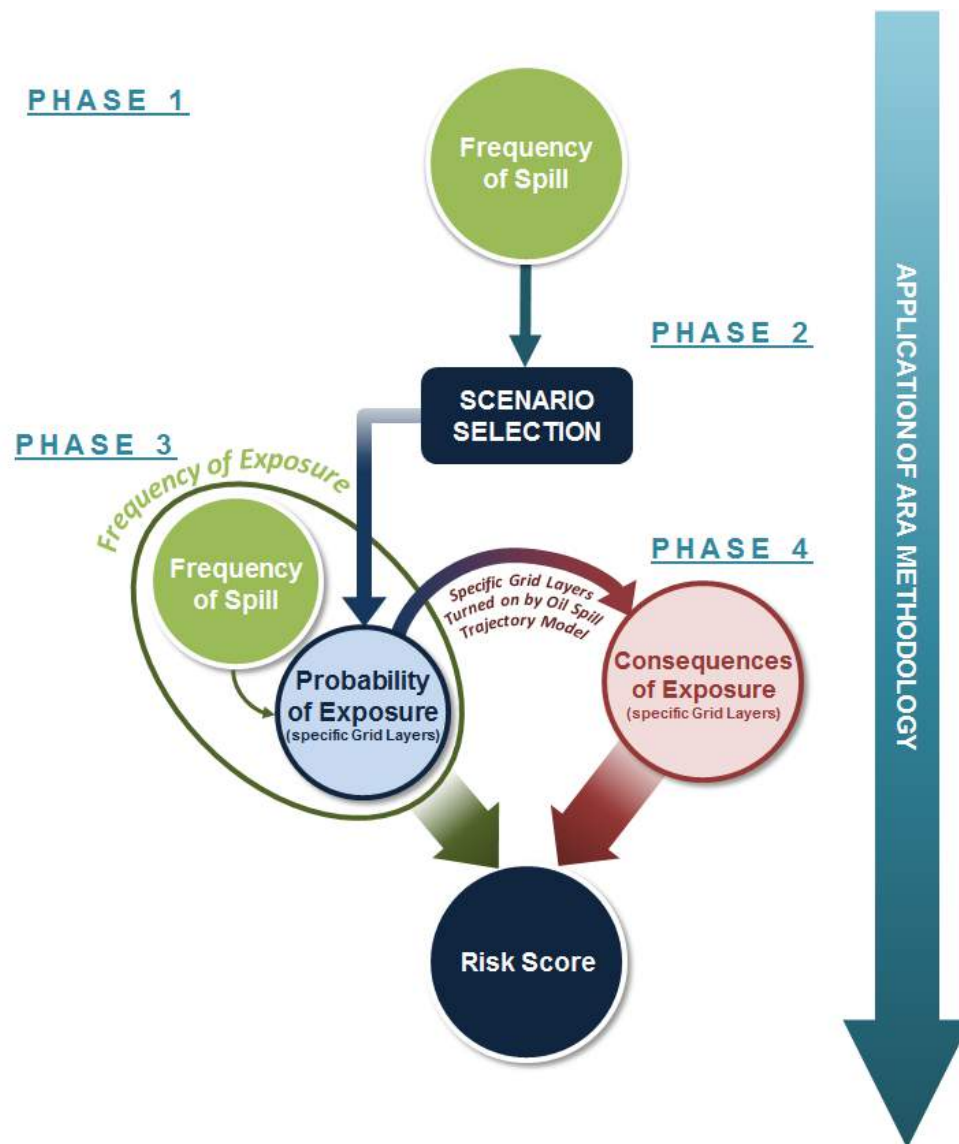 PHASE 1
Frequency
of Spill
PHASE 2
SCENARIO
SELECTION
PHASE 3
Frequency of Exposure
Frequency
of Spill
Probability
of Exposure
(specific Grid Layers)
Specific Grid Layers
Turned on by Oil Spill
Trajectory Model
PHASE 4
Consequences
of Exposure
(specific Grid Layers)
Risk Score
APPLICATION OF ARA METHODOLOGY